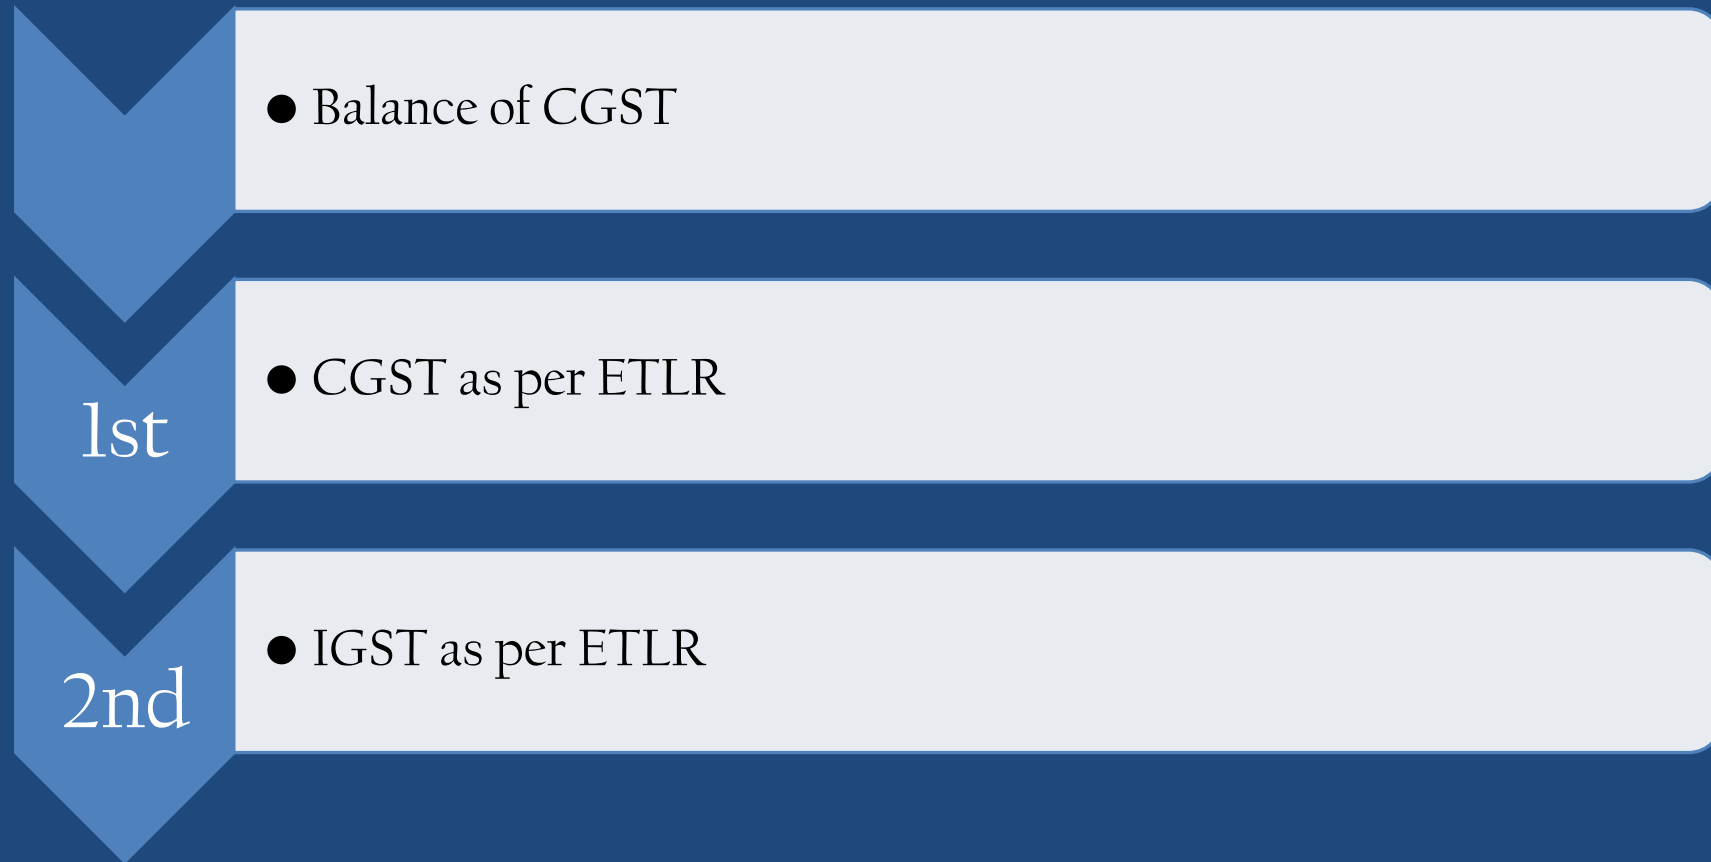 ● Balance of CGST
1st
● CGST as per ETLR
2nd
● IGST as per ETLR